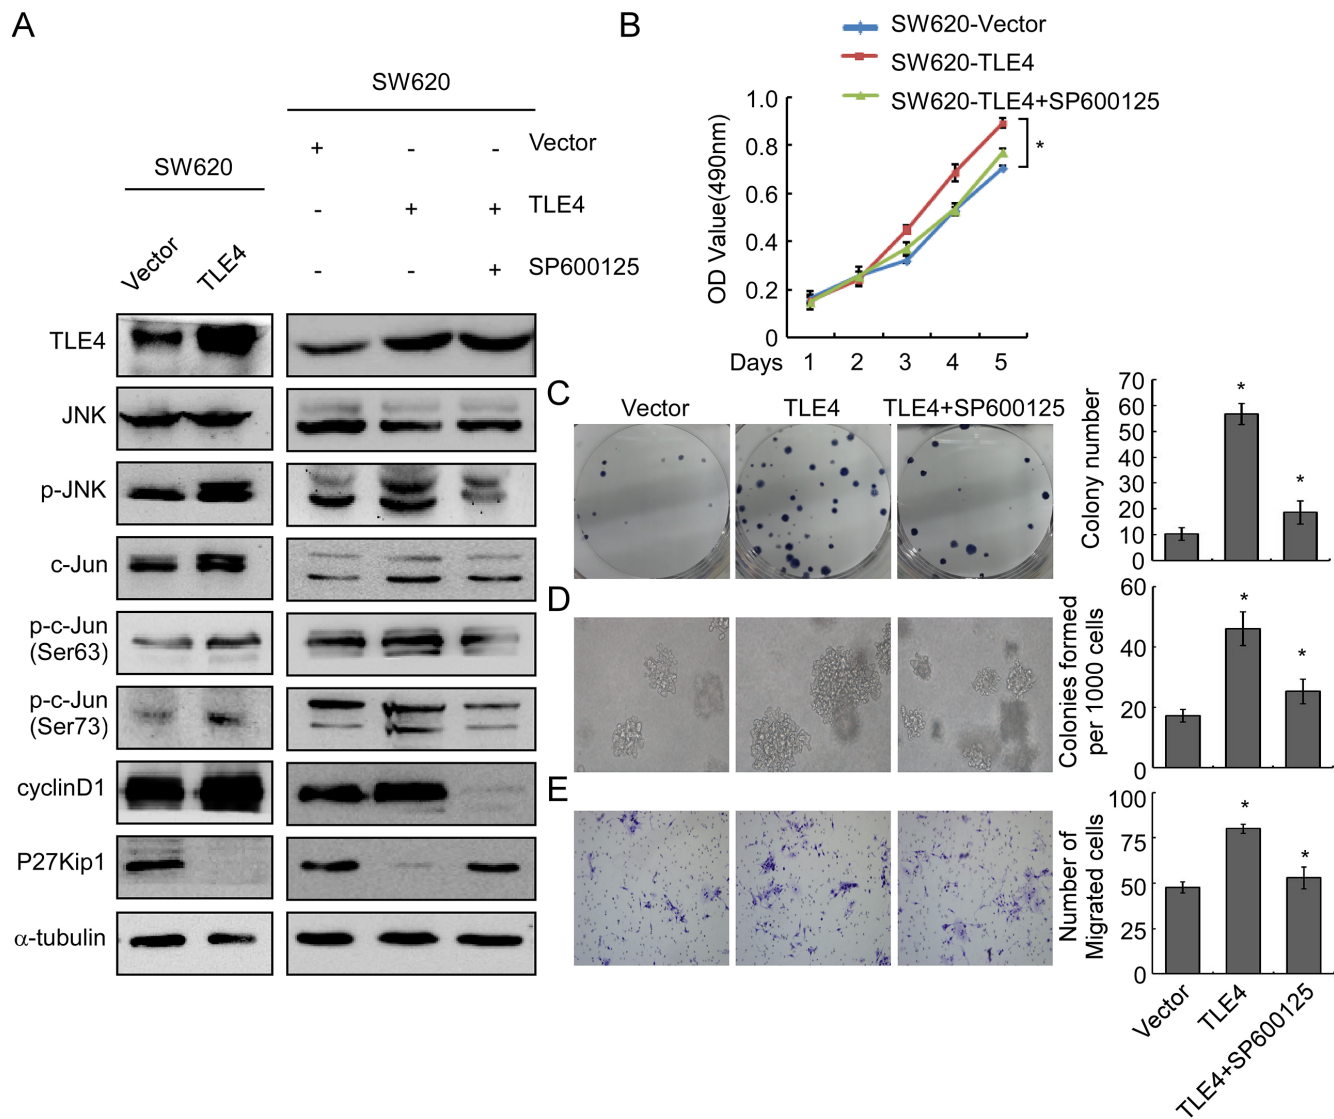 A
SW620
SW620
+ - - Vector
- + + TLE4
- - + SP600125
Vector TLE4
TLE4
JNK
p-JNK
c-Jun
p-c-Jun
(Ser63)
p-c-Jun
(Ser73)
cyclinD1
P27Kip1
α-tubulin
B
SW620-Vector
SW620-TLE4
SW620-TLE4+SP600125
OD Value(490nm)
1.0
0.8
0.6
0.4
0.2
0
*
Days 1 2 3 4 5
C
Vector TLE4 TLE4+SP600125
Colony number
70
60
50
40
30
20
10
0
*
*
D
Colonies formed
per 1000 cells
60
40
20
0
*
*
E
Number of
Migrated cells
100
75
50
25
0
*
*
Vector
TLE4
TLE4+SP600125